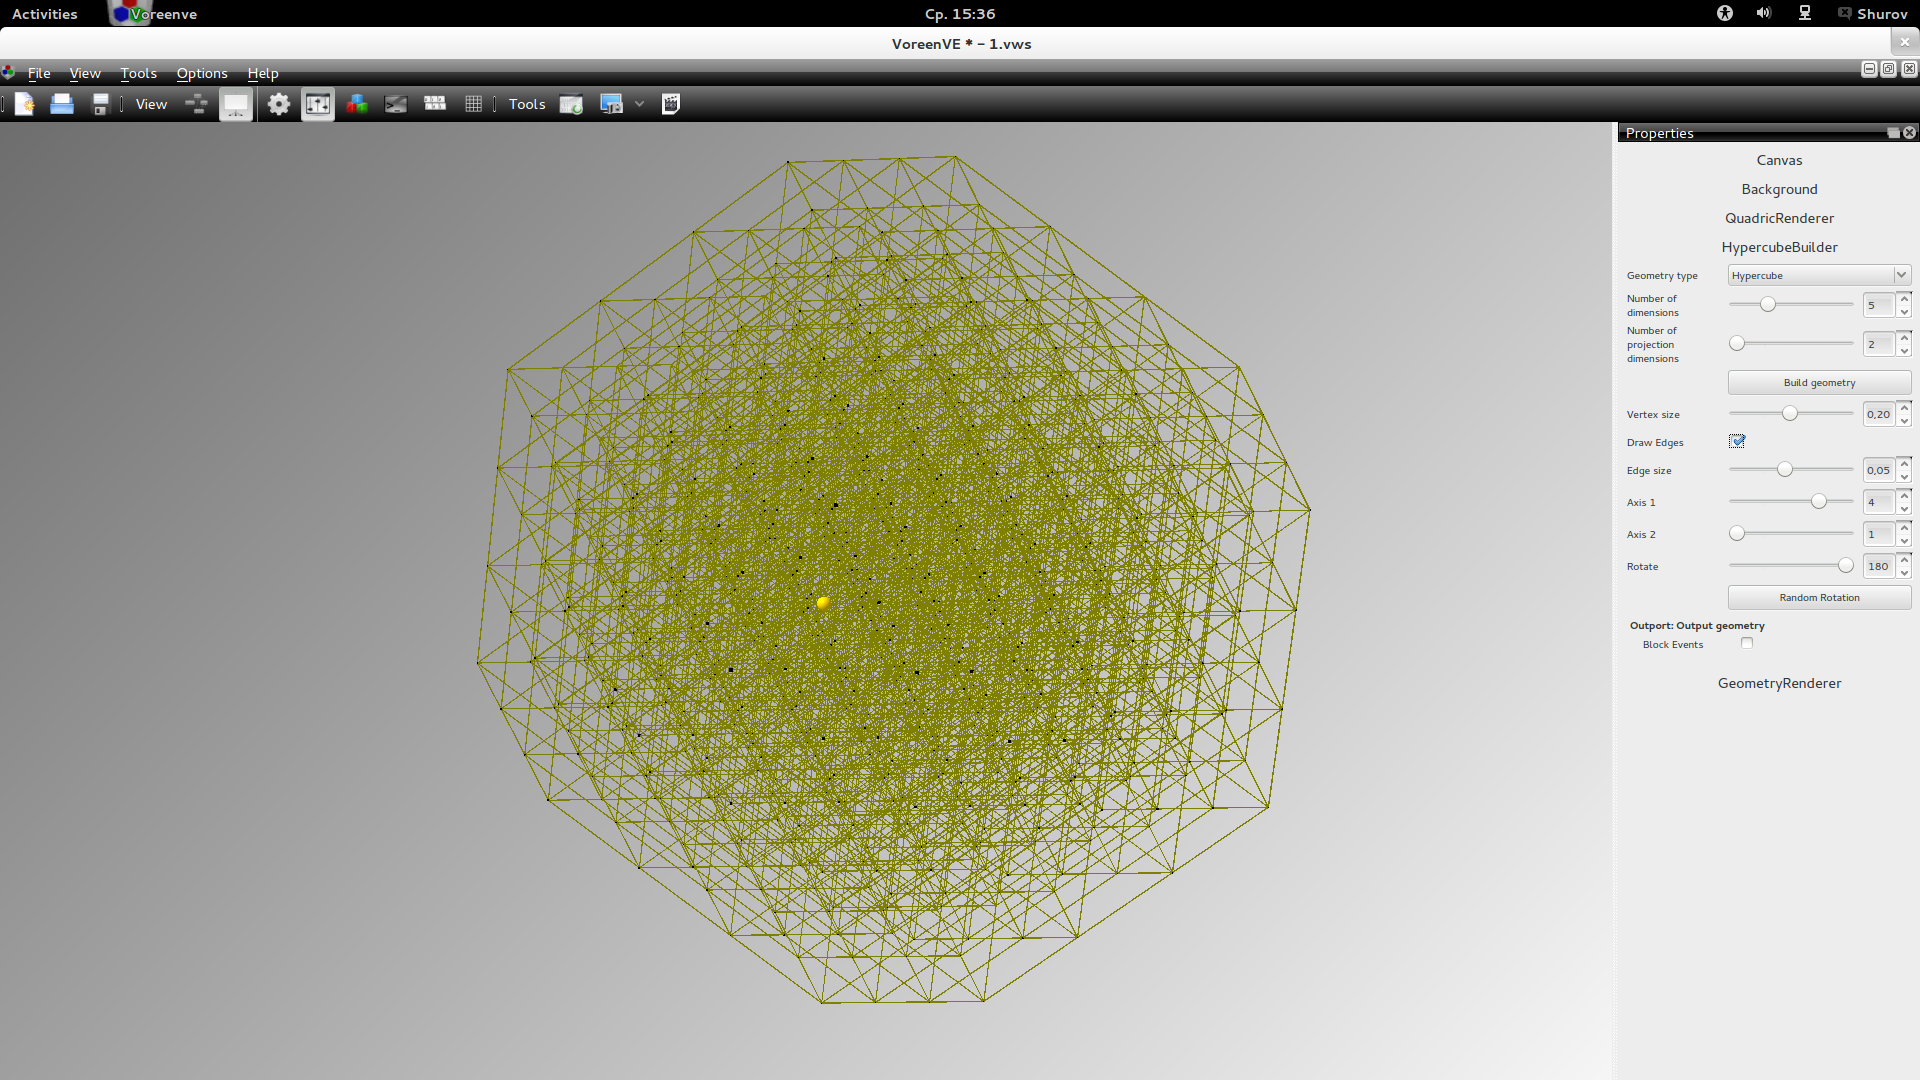 Activities Voreenve Ср. 15:36 Shurov
VoreenVE * – 1.vws
File View Tools Options Help
View Tools
Properties
Canvas
Background
QuadricRenderer
HypercubeBuilder
Geometry type Hypercube
Number of
dimensions 5
Number of
projection
dimensions 2
Build geometry
Vertex size 0,20
Draw Edges
Edge size 0,05
Axis 1 4
Axis 2 1
Rotate 180
Random Rotation
Outport: Output geometry
Block Events
GeometryRenderer